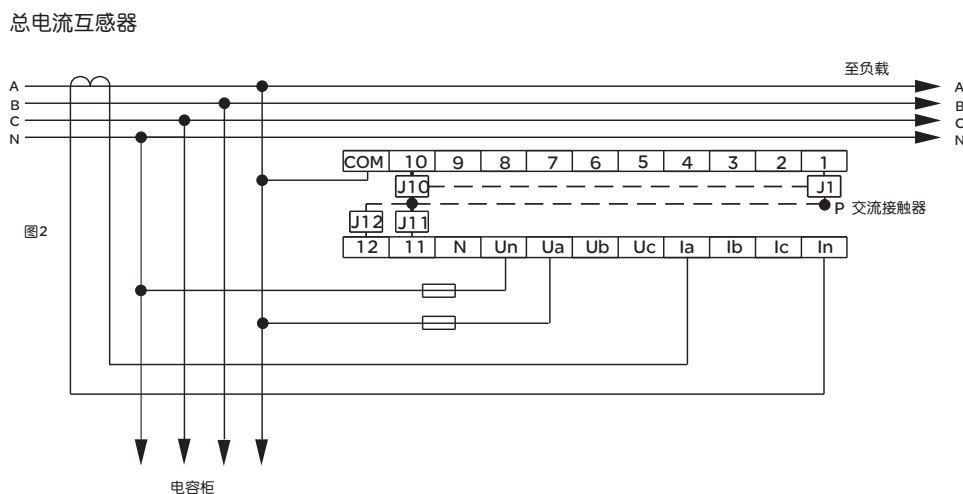 总电流互感器
至负载
A A
B B
C C
N N
COM 10 9 8 7 6 5 4 3 2 1
J10 J1
P 交流接触器
J12 J11
图2
12 11 N Un Ua Ub Uc Ia Ib Ic In
电容柜